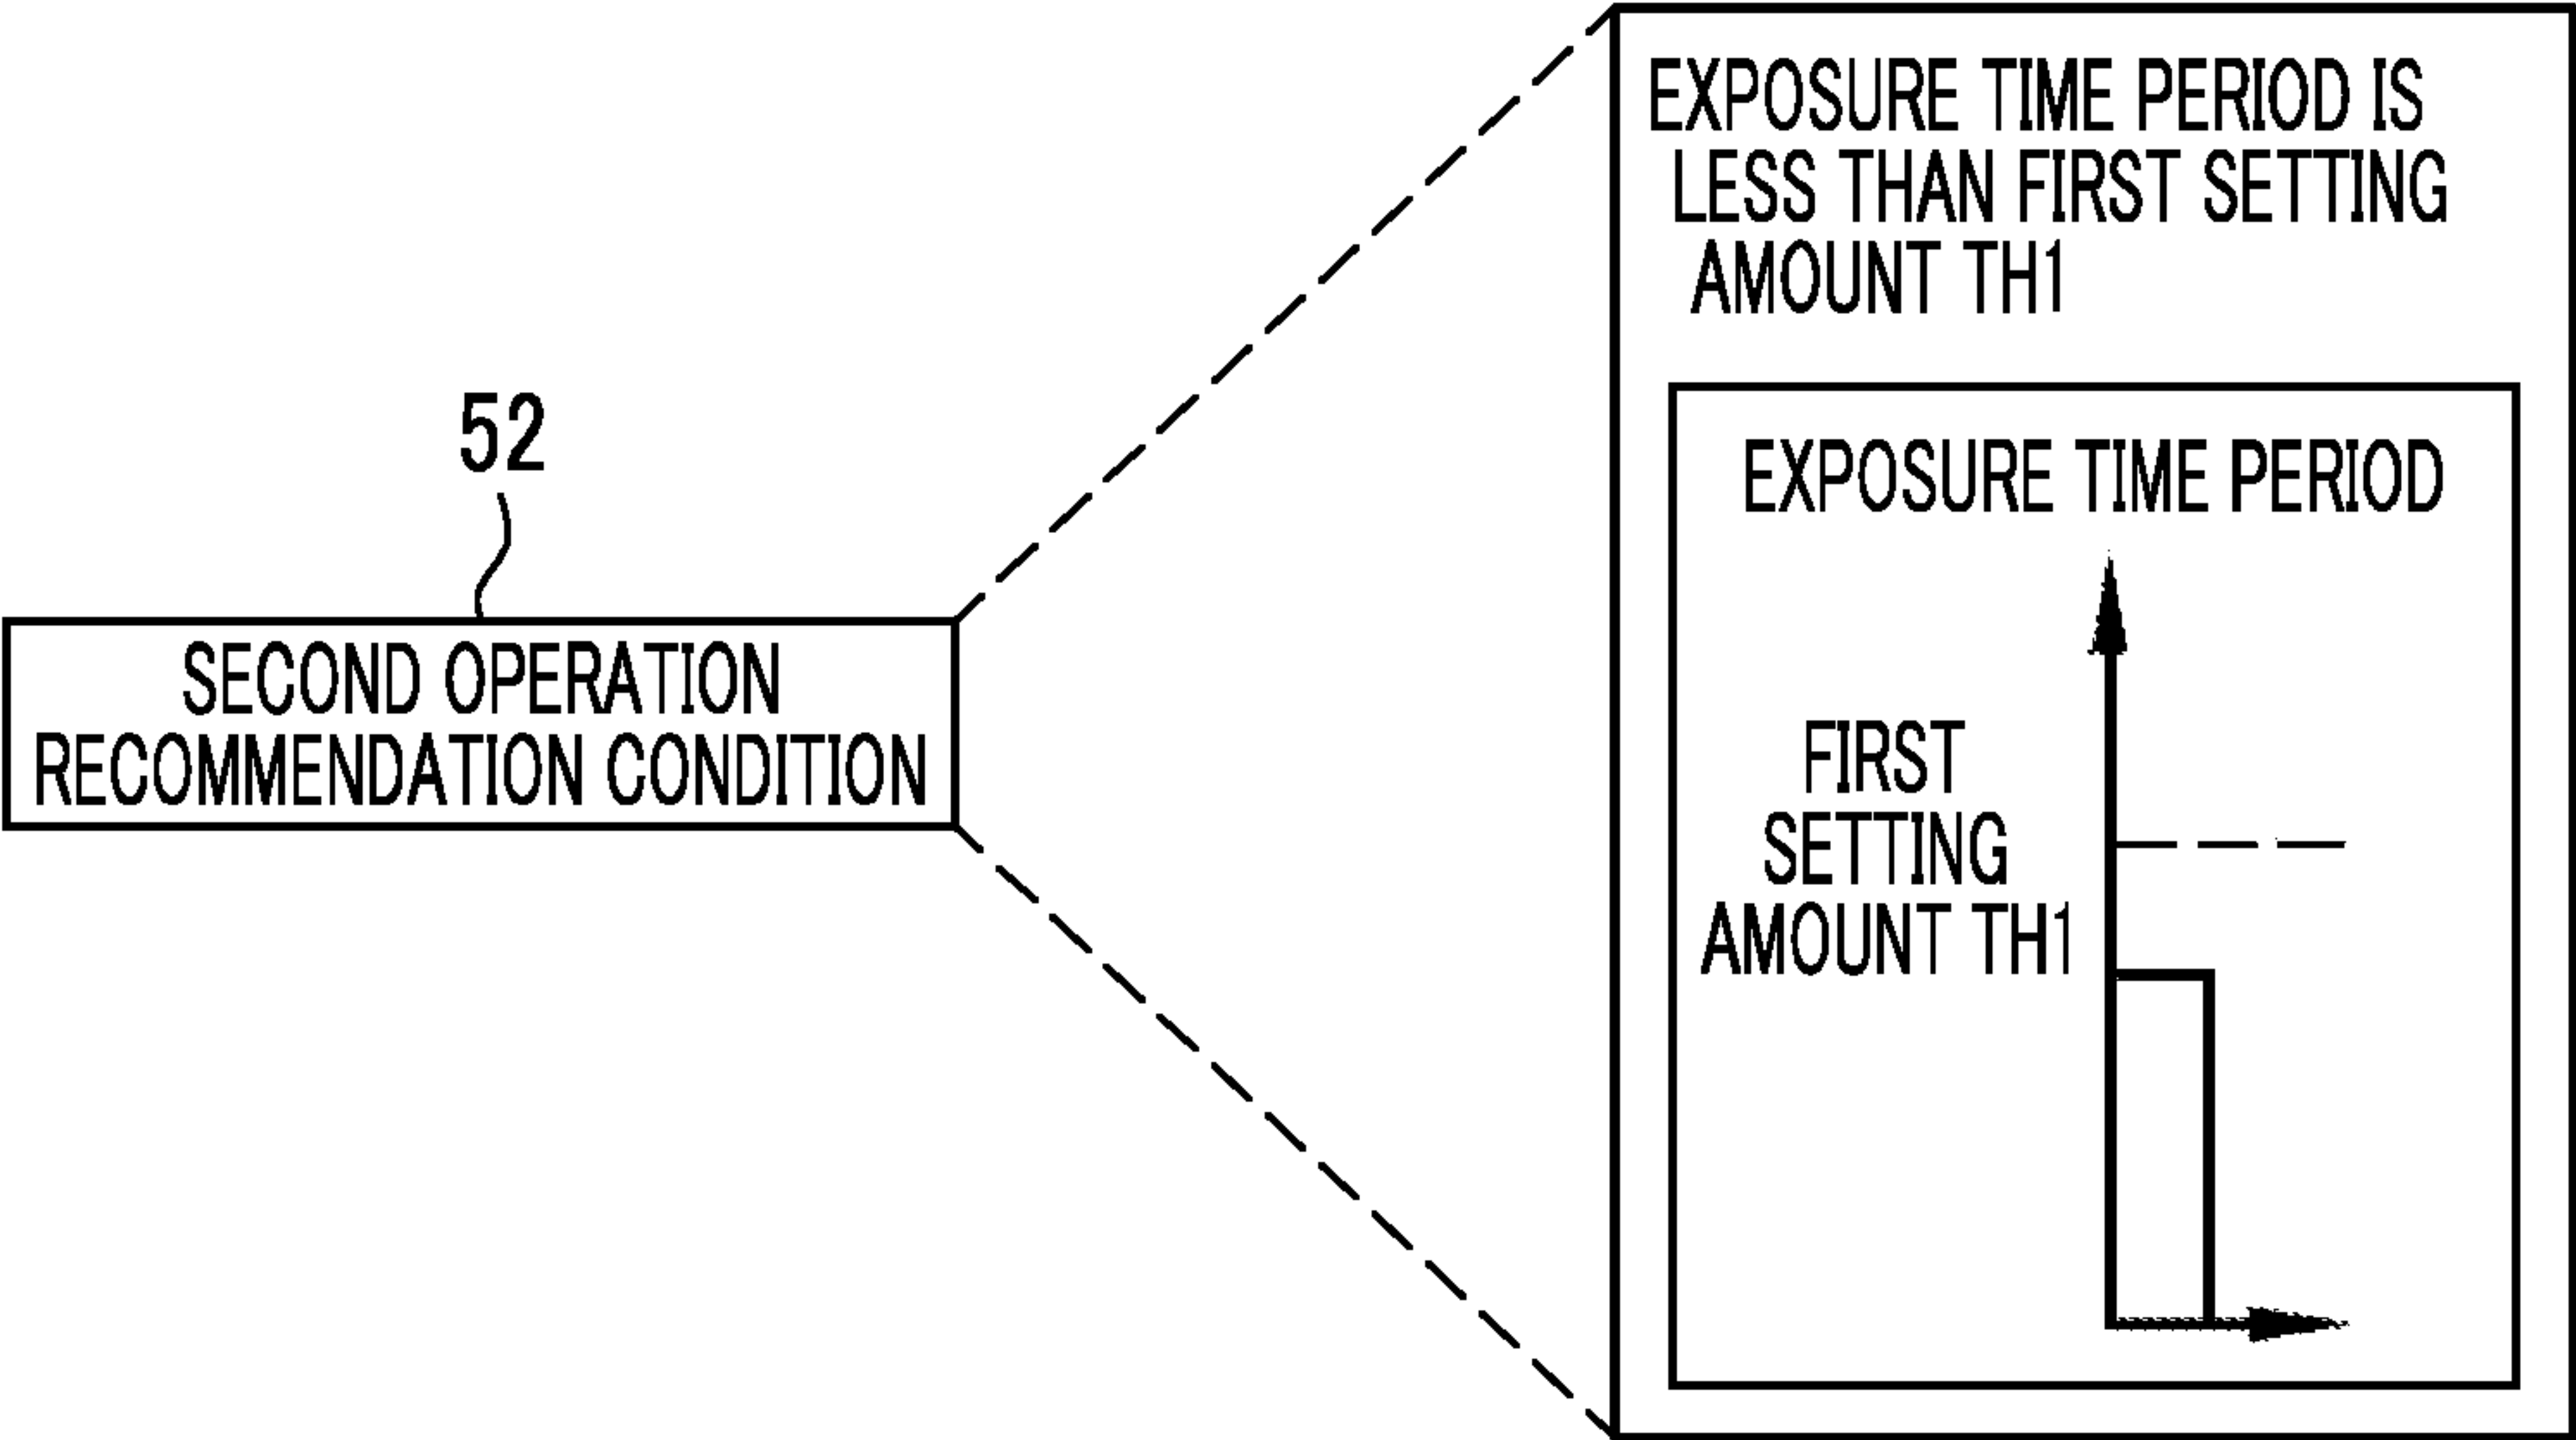 52
SECOND OPERATION
RECOMMENDATION CONDITION
EXPOSURE TIME PERIOD IS
LESS THAN FIRST SETTING
AMOUNT TH1
EXPOSURE TIME PERIOD
FIRST
SETTING
AMOUNT TH1